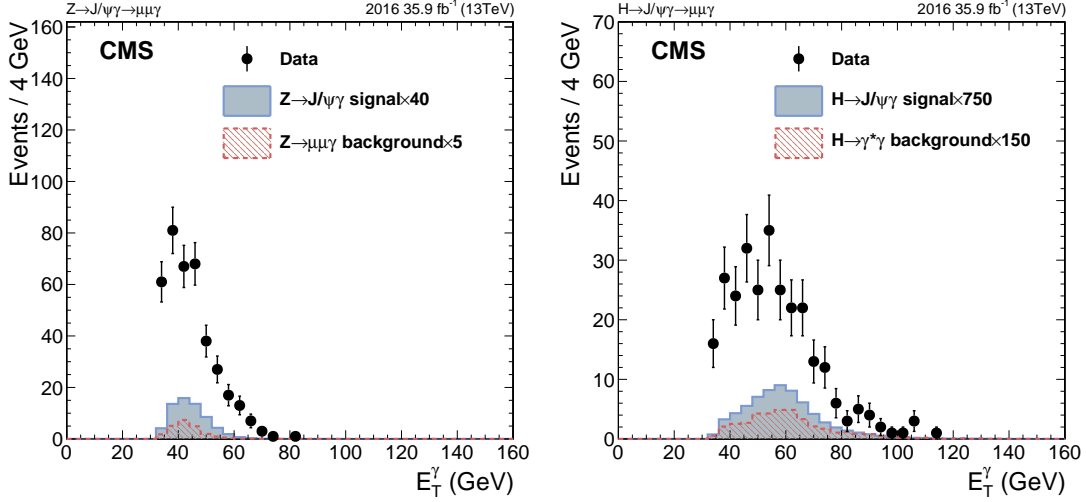 Z→J/ψγ→μμγ 2016 35.9 fb⁻¹ (13TeV)
CMS
Data
Z→J/ψγ signal×40
Z→μμγ background×5
Events / 4 GeV
160
140
120
100
80
60
40
20
0
0 20 40 60 80 100 120 140 160
E_T^γ (GeV)
H→J/ψγ→μμγ 2016 35.9 fb⁻¹ (13TeV)
CMS
Data
H→J/ψγ signal×750
H→γ*γ background×150
Events / 4 GeV
70
60
50
40
30
20
10
0
0 20 40 60 80 100 120 140 160
E_T^γ (GeV)